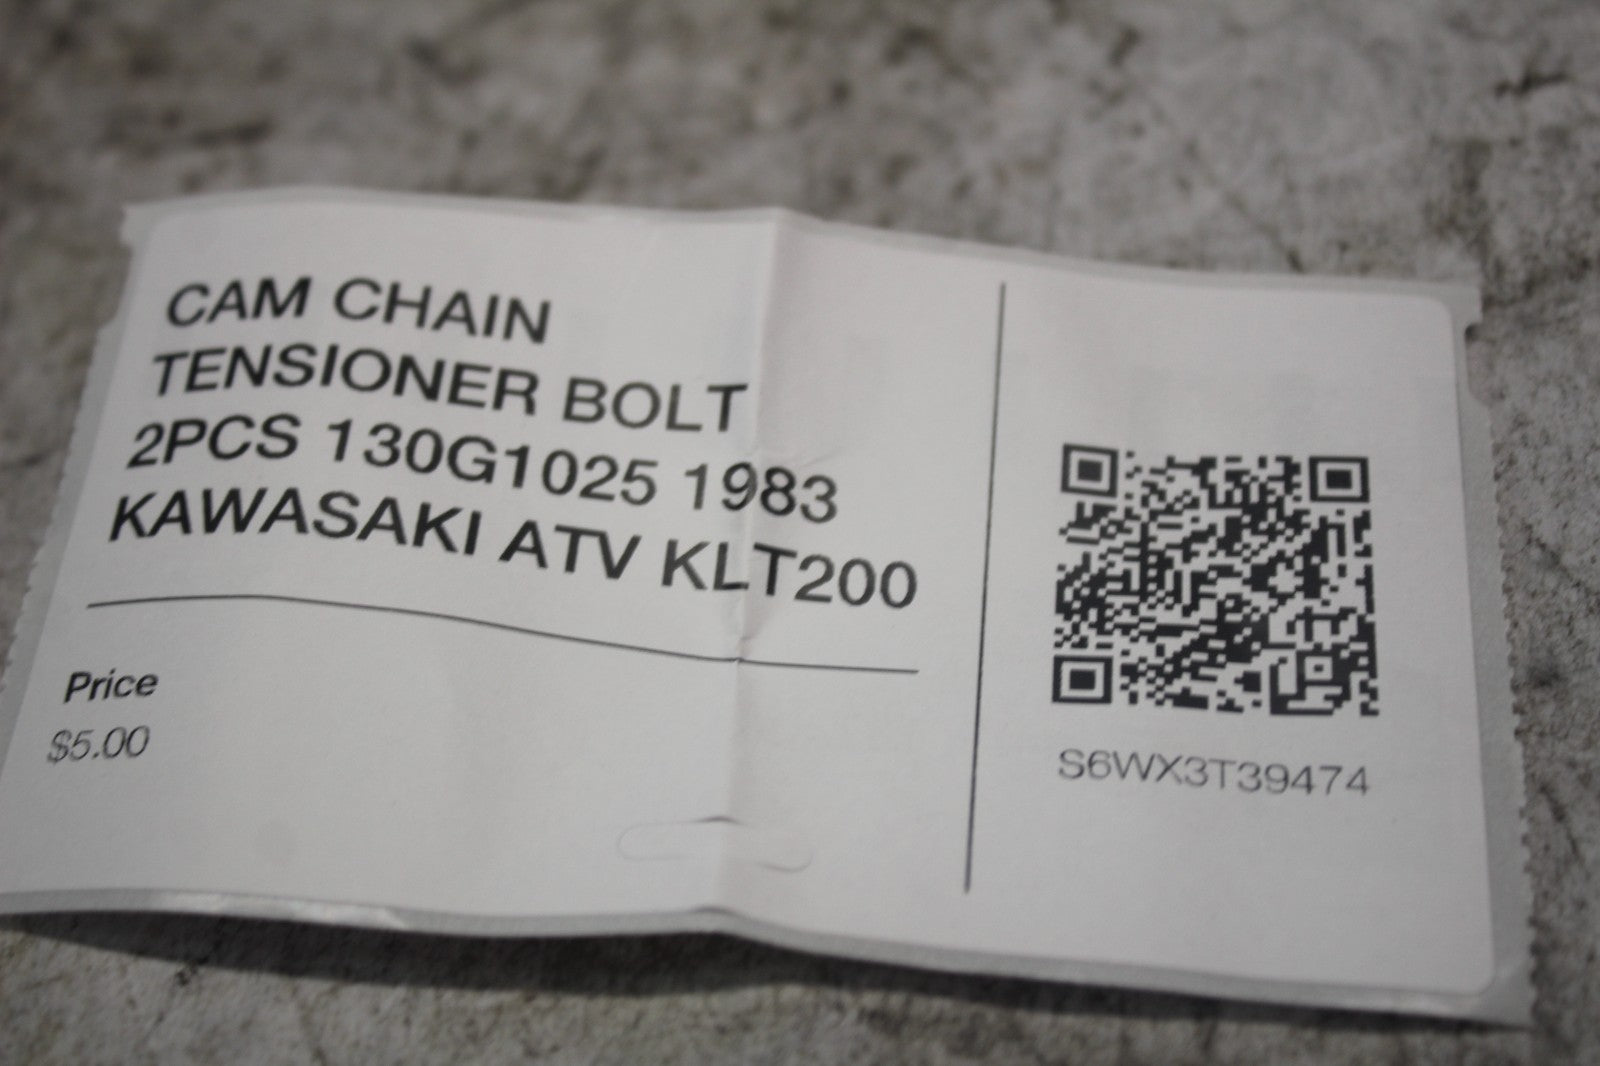 CAM CHAIN
TENSIONER BOLT
2PCS 130G1025 1983
KAWASAKI ATV KLT200
Price
$5.00
S6WX3T39474